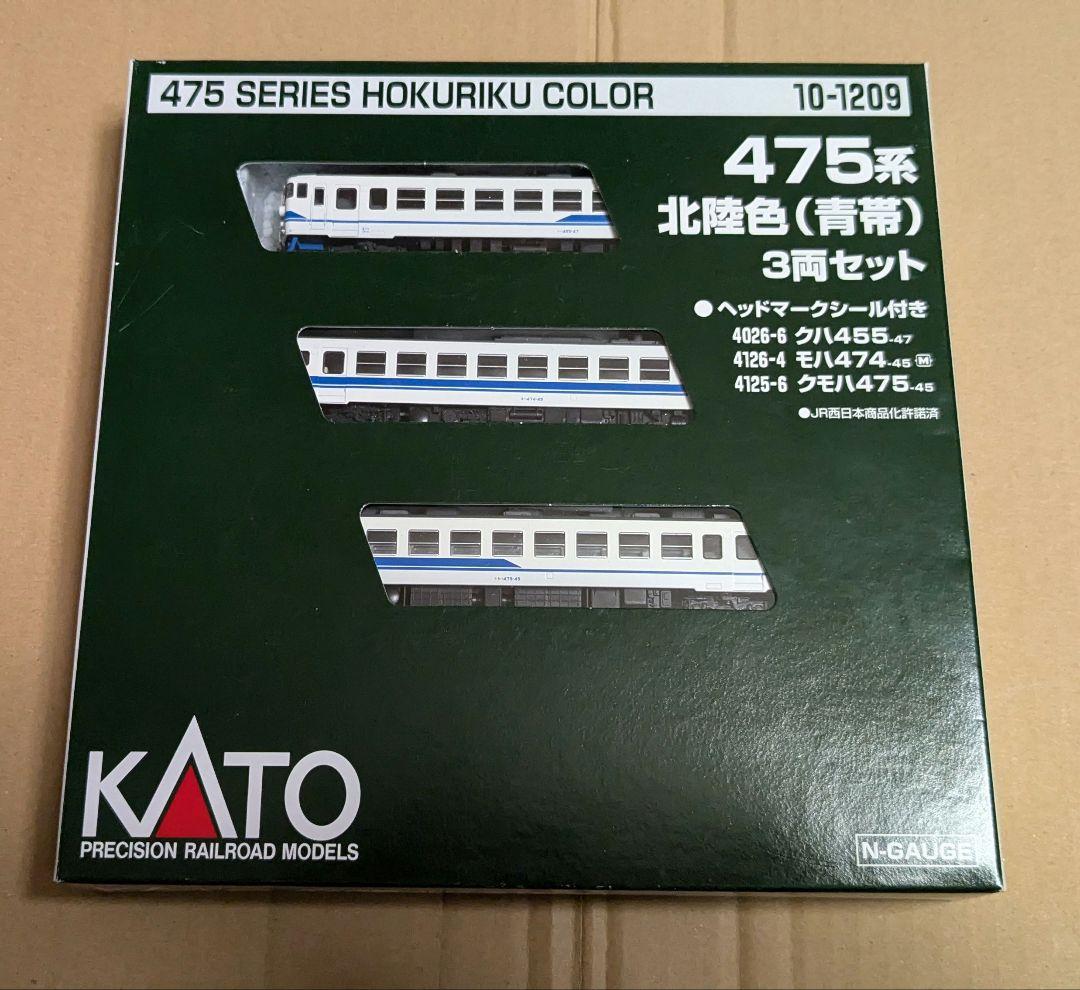 475 SERIES HOKURIKU COLOR 10-1209
475系
北陸色(青帯)
3両セット
●ヘッドマークシール付き
4026-6 クハ455-47
4126-4 モハ474-45 M
4125-6 クモハ475-45
●JR西日本商品化許諾済
KATO
PRECISION RAILROAD MODELS
N-GAUGE